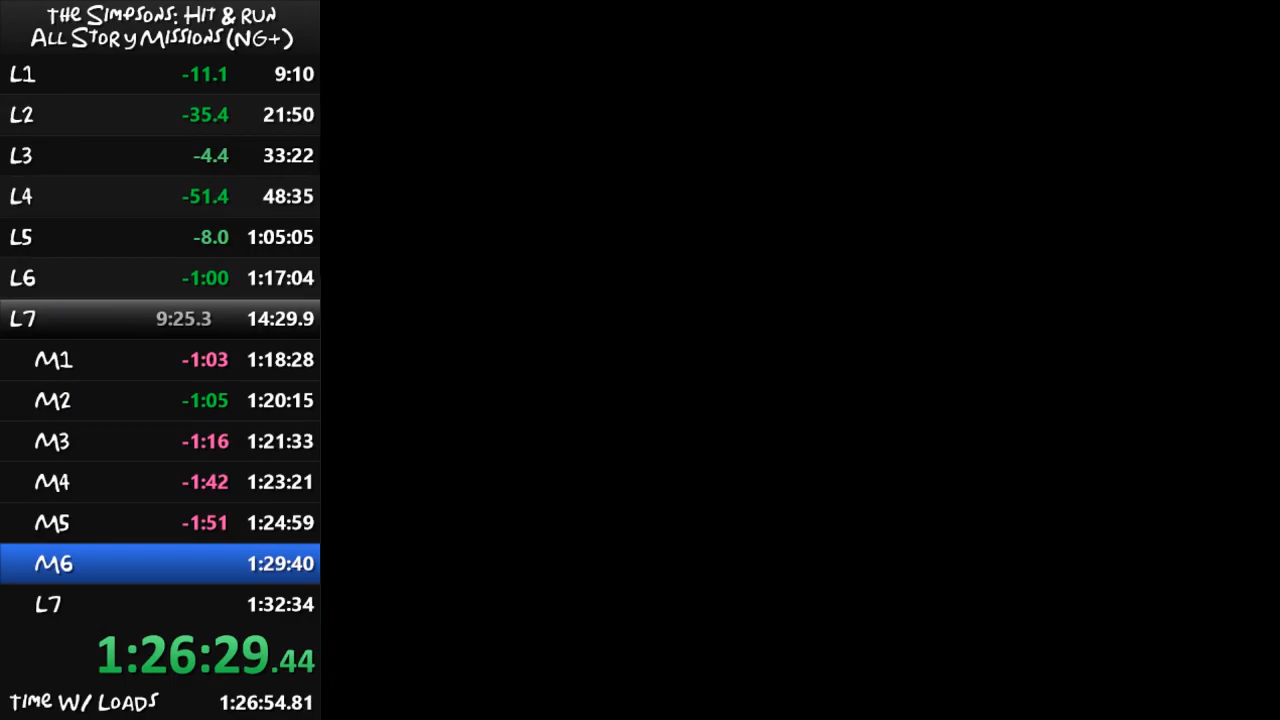 The Simpsons: Hit & Run
All Story Missions (NG+)
L1 -11.1 9:10
L2 -35.4 21:50
L3 -4.4 33:22
L4 -51.4 48:35
L5 -8.0 1:05:05
L6 -1:00 1:17:04
L7 9:25.3 14:29.9
M1 -1:03 1:18:28
M2 -1:05 1:20:15
M3 -1:16 1:21:33
M4 -1:42 1:23:21
M5 -1:51 1:24:59
M6 1:29:40
L7 1:32:34
1:26:29.44
Time w/ Loads 1:26:54.81